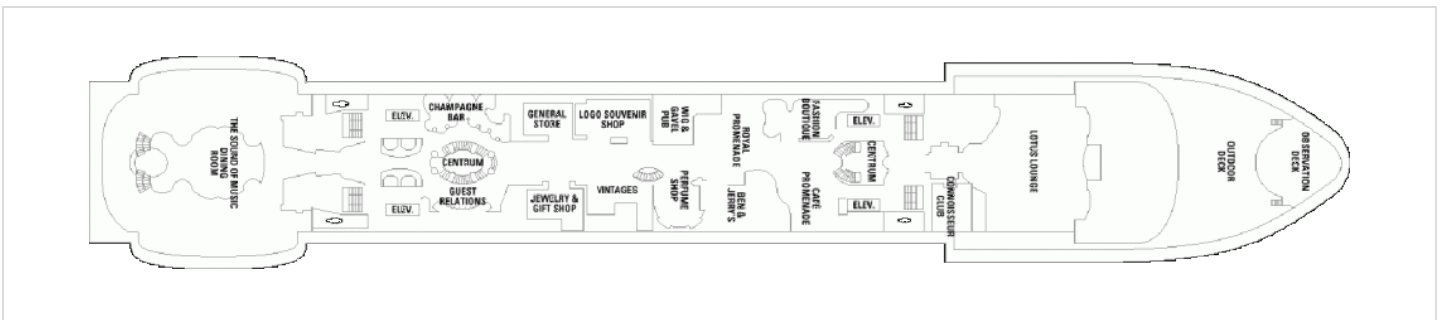 THE SOUND OF MUSIC
DINING
ROOM
ELEV.
ELEV.
CHAMPAGNE
BAR
CENTRUM
GUEST
RELATIONS
GENERAL
STORE
LOGO SOUVENIR
SHOP
JEWELRY &
GIFT SHOP
VINTAGES
WIG &
GAVEL
PUB
PERFUME
SHOP
ROYAL
PROMENADE
BEN &
JERRY'S
FASHION
BOUTIQUE
CAFÉ
PROMENADE
ELEV.
CENTRUM
ELEV.
CONNOISSEUR
CLUB
LOTUS LOUNGE
OUTDOOR
DECK
OBSERVATION
DECK